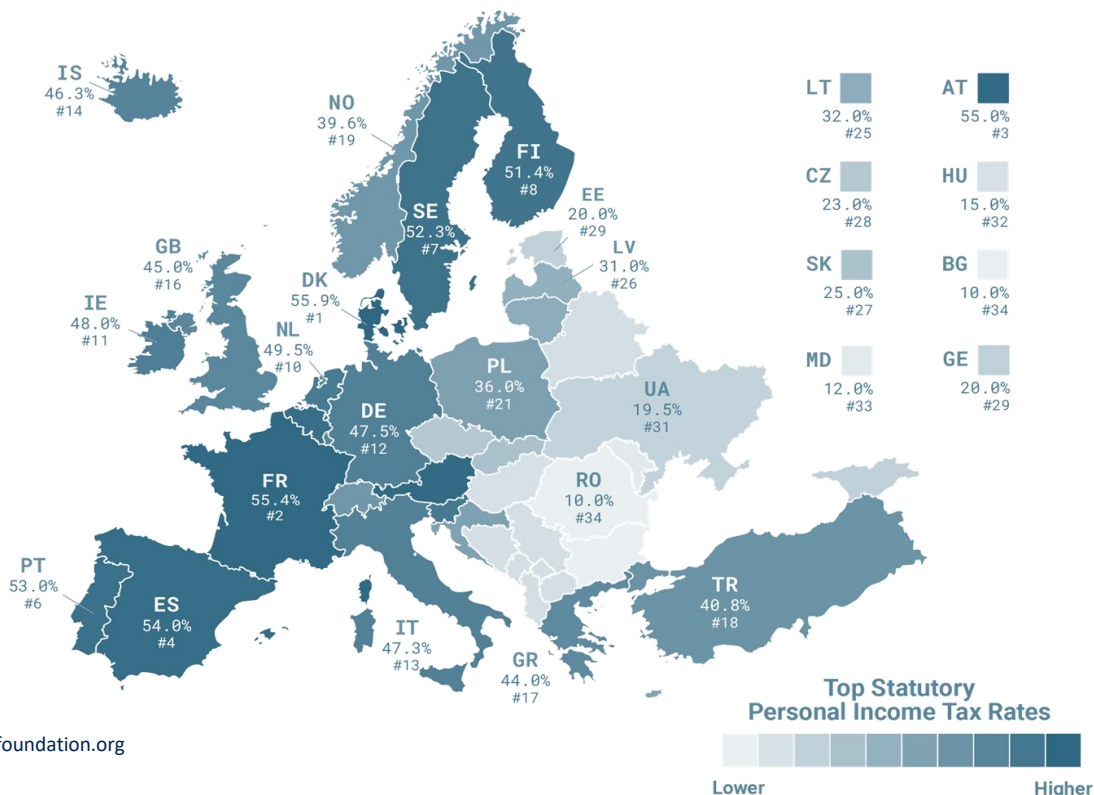 IS
46.3%
#14
NO
39.6%
#19
FI
51.4%
#8
SE
52.3%
#7
EE
20.0%
#29
LV
31.0%
#26
GB
45.0%
#16
IE
48.0%
#11
DK
55.9%
#1
NL
49.5%
#10
PL
36.0%
#21
DE
47.5%
#12
UA
19.5%
#31
FR
55.4%
#2
RO
10.0%
#34
PT
53.0%
#6
ES
54.0%
#4
IT
47.3%
#13
GR
44.0%
#17
TR
40.8%
#18
LT
32.0%
#25
AT
55.0%
#3
CZ
23.0%
#28
HU
15.0%
#32
SK
25.0%
#27
BG
10.0%
#34
MD
12.0%
#33
GE
20.0%
#29
Top Statutory
Personal Income Tax Rates
Lower
Higher
foundation.org